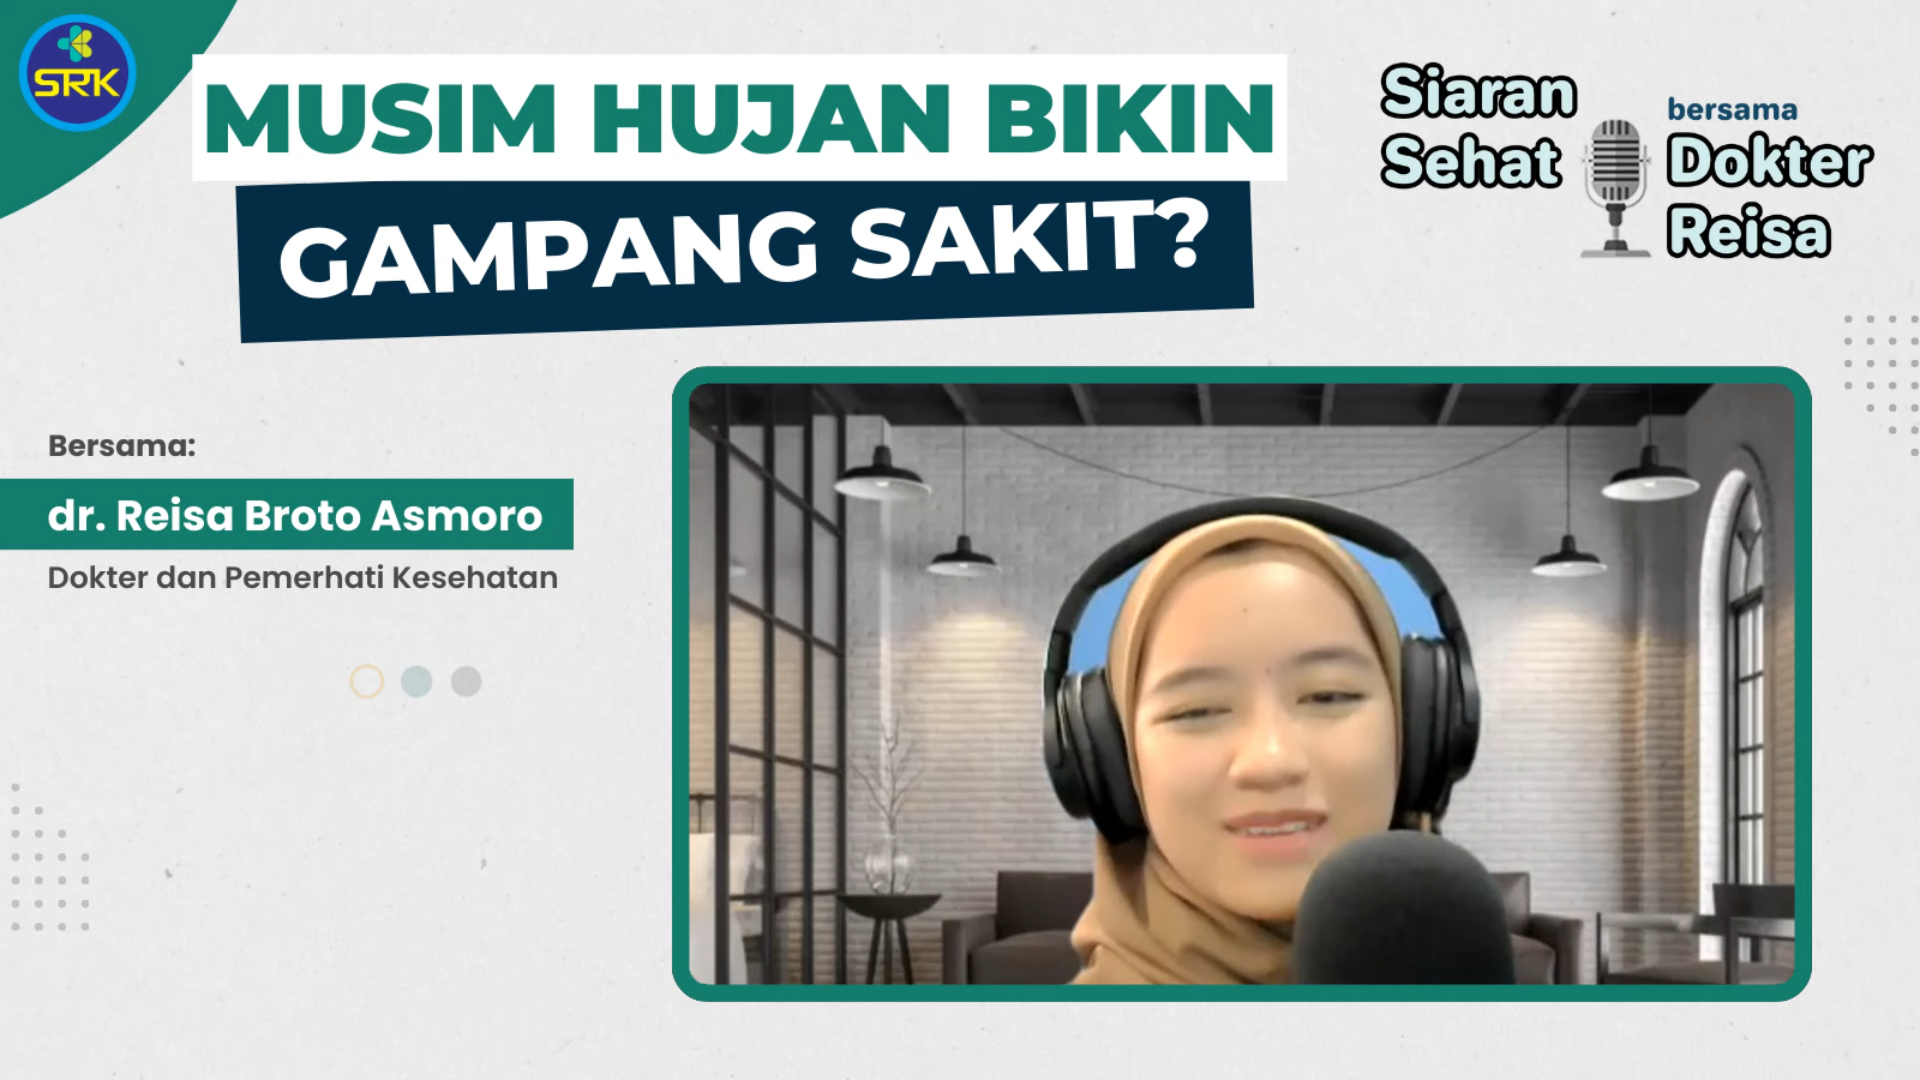 SRK
MUSIM HUJAN BIKIN
GAMPANG SAKIT?
Siaran
Sehat
bersama
Dokter
Reisa
Bersama:
dr. Reisa Broto Asmoro
Dokter dan Pemerhati Kesehatan